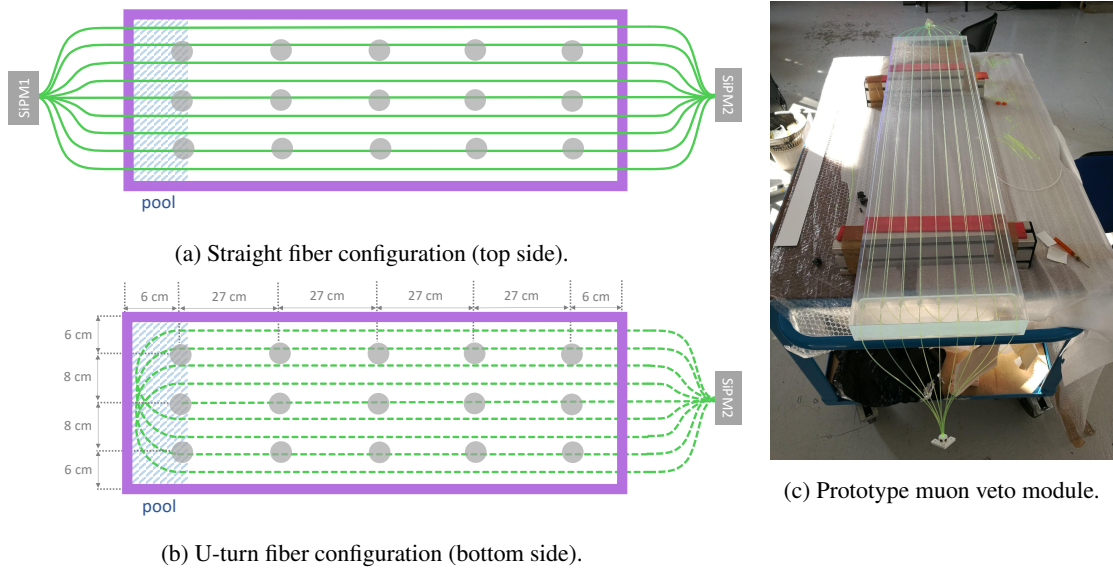 SiPM1
SiPM2
pool
(a) Straight fiber configuration (top side).
6 cm
27 cm
27 cm
27 cm
27 cm
6 cm
6 cm
8 cm
8 cm
6 cm
SiPM2
pool
(b) U-turn fiber configuration (bottom side).
(c) Prototype muon veto module.